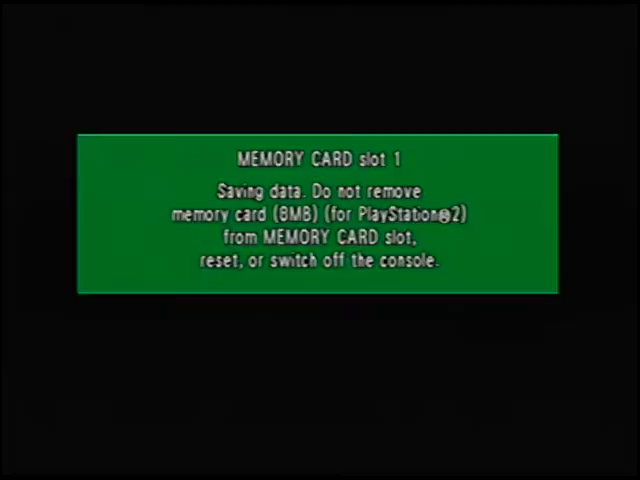 MEMORY CARD slot 1
Saving data. Do not remove
memory card (8MB) (for PlayStation®2)
from MEMORY CARD slot,
reset, or switch off the console.